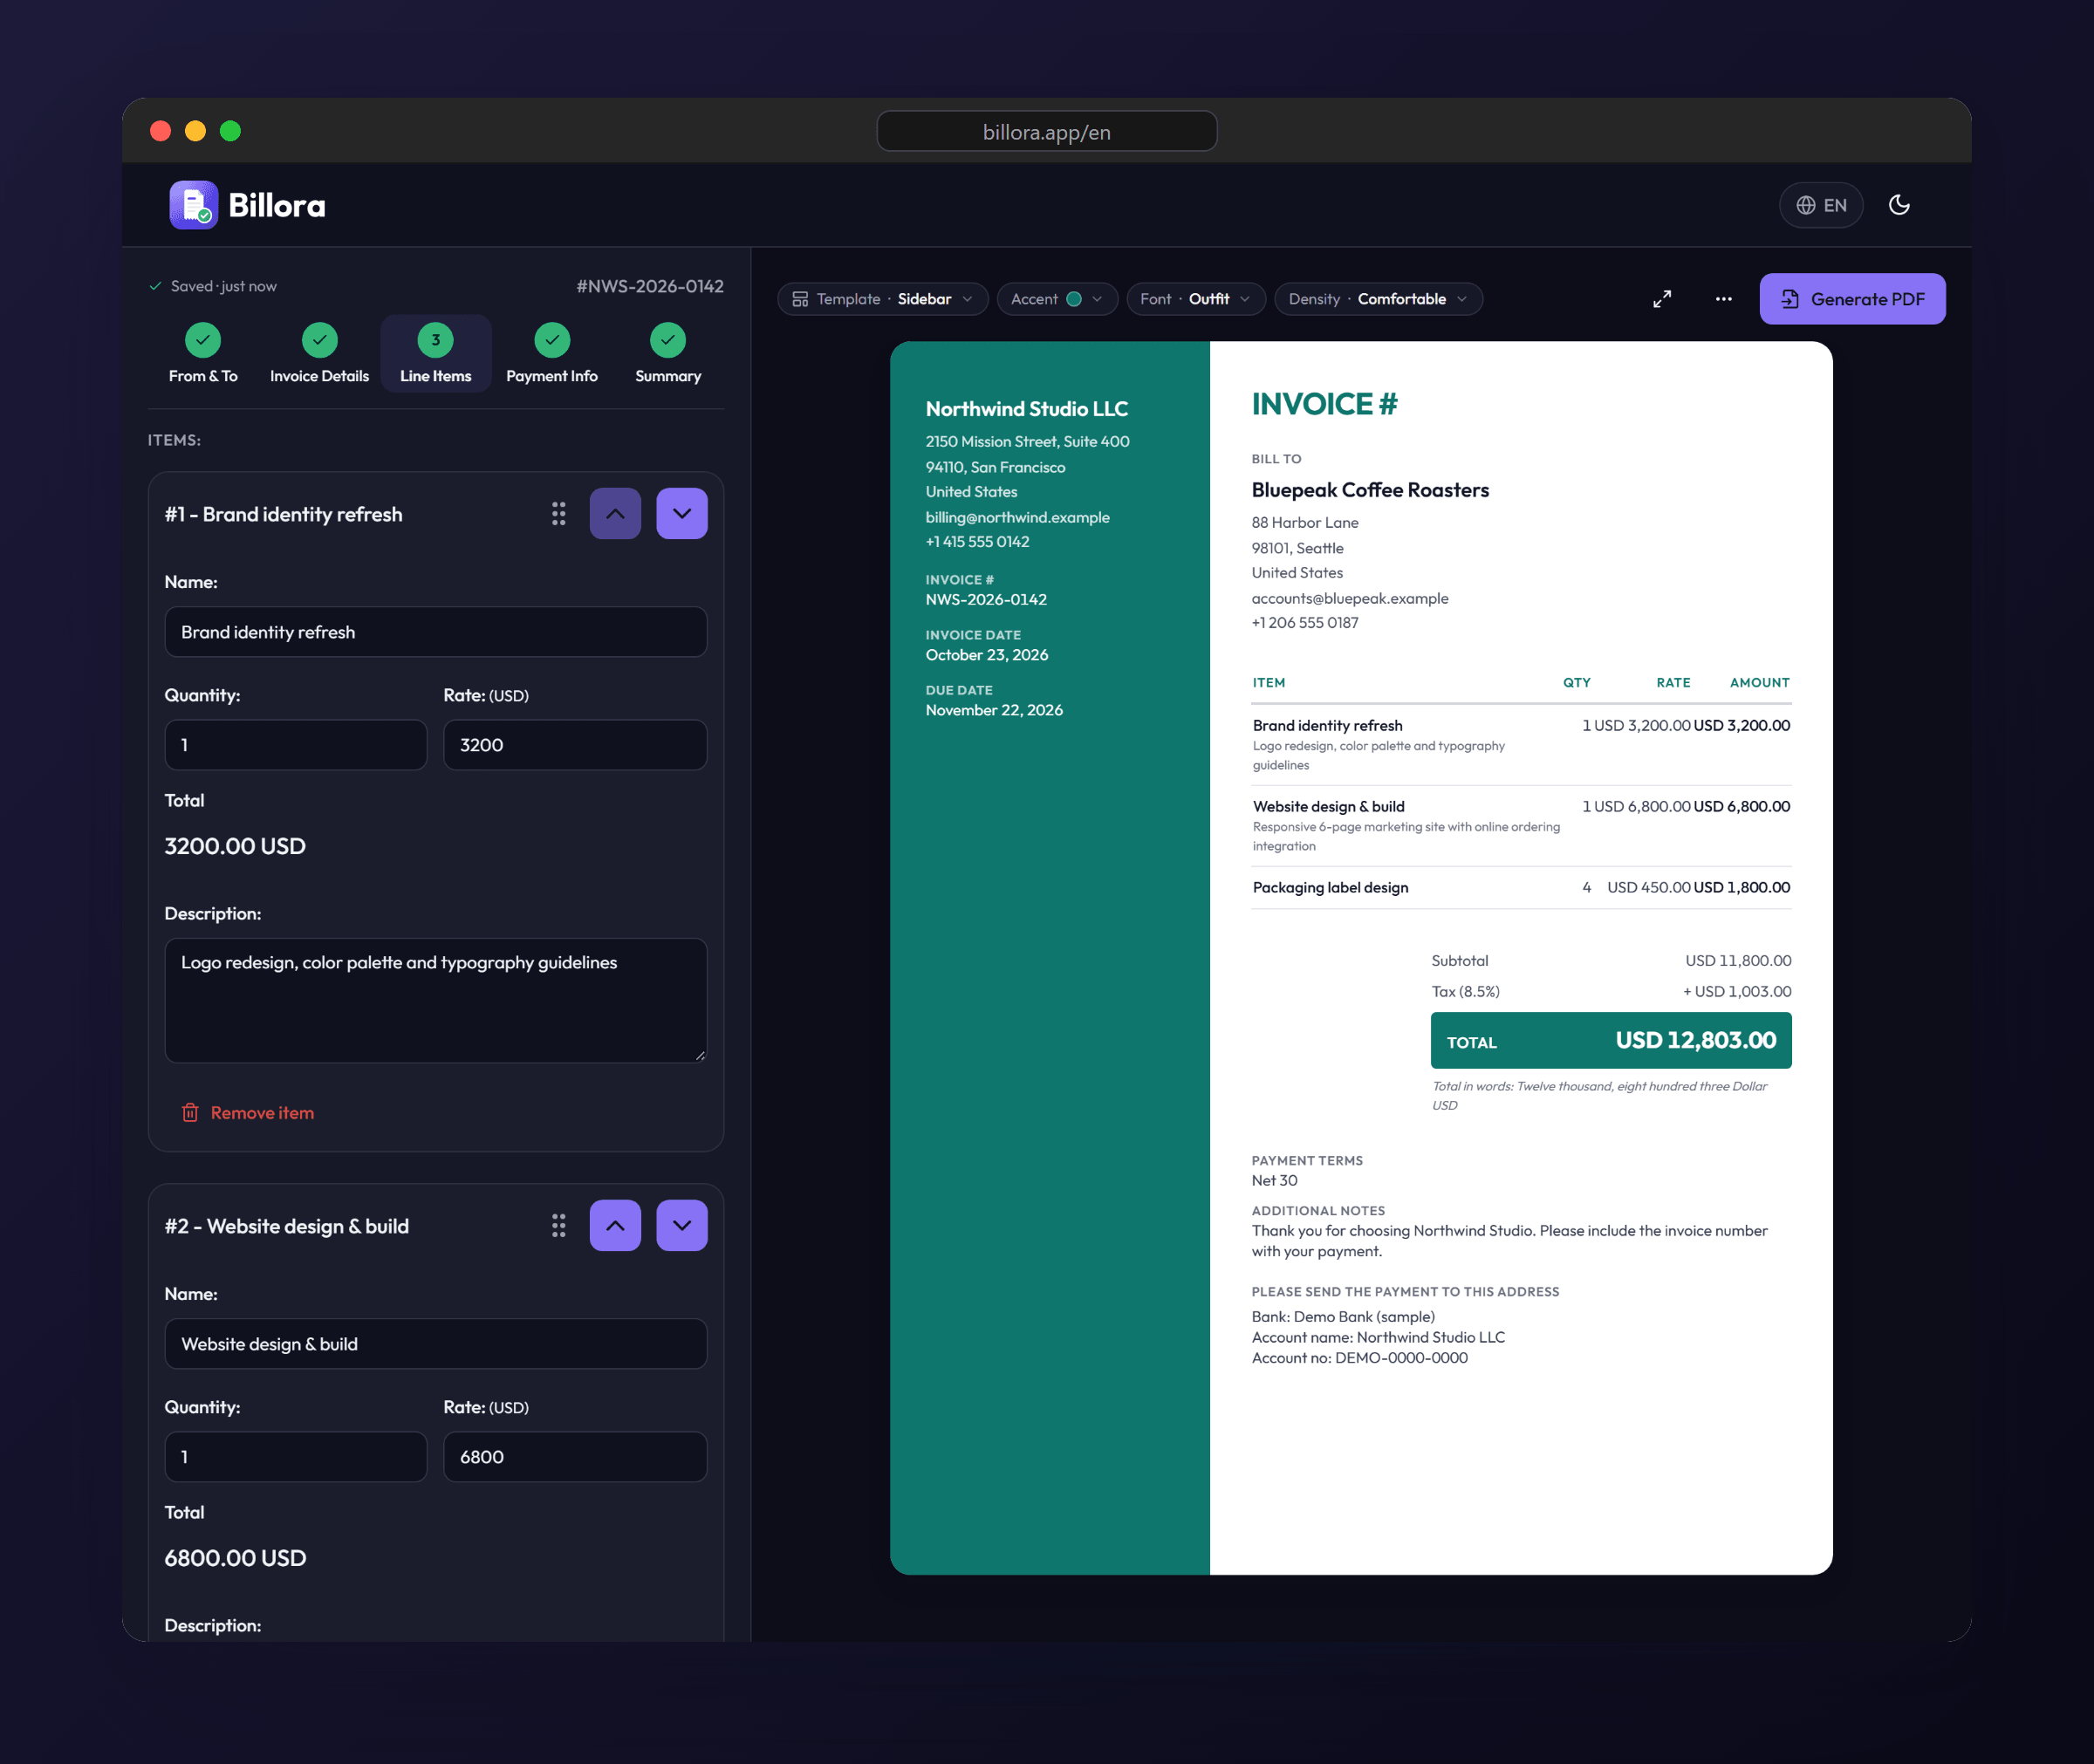 billora.app/en
Billora
EN
Saved · just now
#NWS-2026-0142
3
From & To
Invoice Details
Line Items
Payment Info
Summary
ITEMS:
#1 - Brand identity refresh
Name:
Brand identity refresh
Quantity:
Rate: (USD)
1
3200
Total
3200.00 USD
Description:
Logo redesign, color palette and typography guidelines
Remove item
#2 - Website design & build
Name:
Website design & build
Quantity:
Rate: (USD)
1
6800
Total
6800.00 USD
Description:
Template · Sidebar
Accent
Font · Outfit
Density · Comfortable
Generate PDF
Northwind Studio LLC
2150 Mission Street, Suite 400
94110, San Francisco
United States
billing@northwind.example
+1 415 555 0142
INVOICE #
NWS-2026-0142
INVOICE DATE
October 23, 2026
DUE DATE
November 22, 2026
INVOICE #
BILL TO
Bluepeak Coffee Roasters
88 Harbor Lane
98101, Seattle
United States
accounts@bluepeak.example
+1 206 555 0187
ITEM QTY RATE AMOUNT
Brand identity refresh 1 USD 3,200.00 USD 3,200.00
Logo redesign, color palette and typography
guidelines
Website design & build 1 USD 6,800.00 USD 6,800.00
Responsive 6-page marketing site with online ordering
integration
Packaging label design 4 USD 450.00 USD 1,800.00
Subtotal USD 11,800.00
Tax (8.5%) + USD 1,003.00
TOTAL USD 12,803.00
Total in words: Twelve thousand, eight hundred three Dollar
USD
PAYMENT TERMS
Net 30
ADDITIONAL NOTES
Thank you for choosing Northwind Studio. Please include the invoice number
with your payment.
PLEASE SEND THE PAYMENT TO THIS ADDRESS
Bank: Demo Bank (sample)
Account name: Northwind Studio LLC
Account no: DEMO-0000-0000